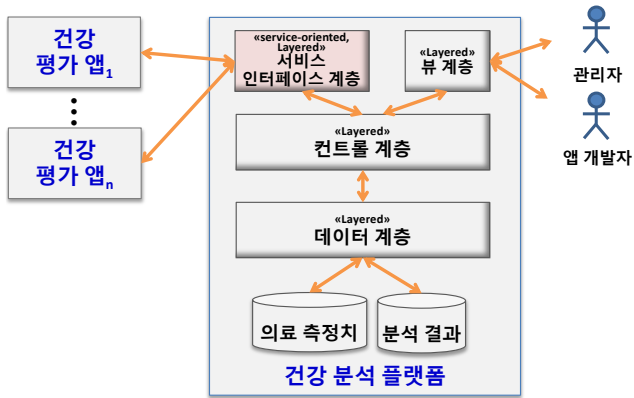 건강
평가 앱1
건강
평가 앱n
«service-oriented,
Layered»
서비스
인터페이스 계층
«Layered»
뷰 계층
관리자
앱 개발자
«Layered»
컨트롤 계층
«Layered»
데이터 계층
의료 측정치
분석 결과
건강 분석 플랫폼